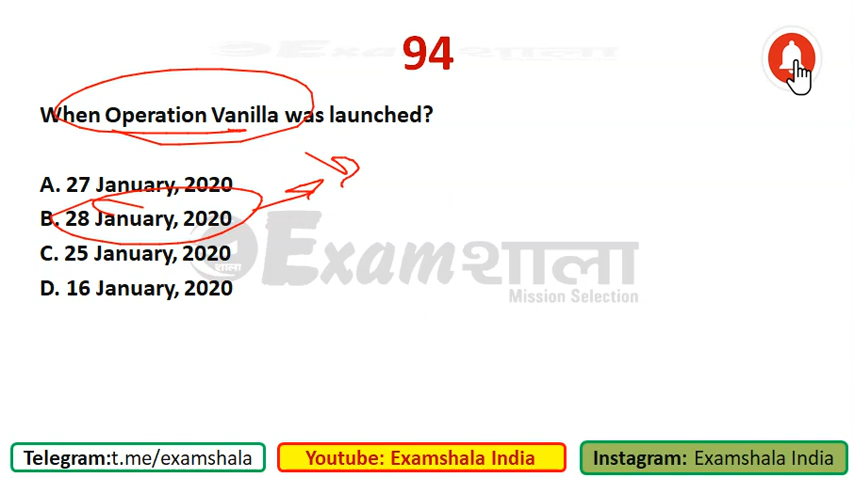 94
When Operation Vanilla was launched?
A. 27 January, 2020
B. 28 January, 2020
C. 25 January, 2020
D. 16 January, 2020
Examशाला
शाला
Mission Selection
Telegram:t.me/examshala
Youtube: Examshala India
Instagram: Examshala India